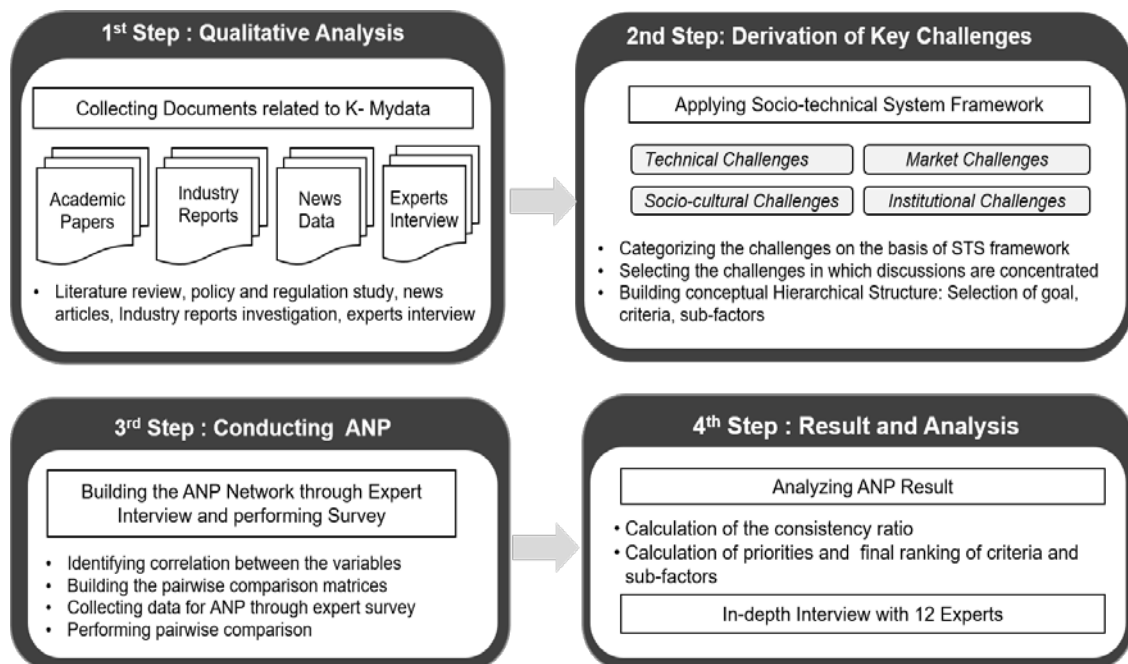 1st Step : Qualitative Analysis
Collecting Documents related to K- Mydata
Academic
Papers
Industry
Reports
News
Data
Experts
Interview
• Literature review, policy and regulation study, news
articles, Industry reports investigation, experts interview
2nd Step: Derivation of Key Challenges
Applying Socio-technical System Framework
Technical Challenges
Market Challenges
Socio-cultural Challenges
Institutional Challenges
• Categorizing the challenges on the basis of STS framework
• Selecting the challenges in which discussions are concentrated
• Building conceptual Hierarchical Structure: Selection of goal,
criteria, sub-factors
3rd Step : Conducting ANP
Building the ANP Network through Expert
Interview and performing Survey
• Identifying correlation between the variables
• Building the pairwise comparison matrices
• Collecting data for ANP through expert survey
• Performing pairwise comparison
4th Step : Result and Analysis
Analyzing ANP Result
• Calculation of the consistency ratio
• Calculation of priorities and final ranking of criteria and
sub-factors
In-depth Interview with 12 Experts